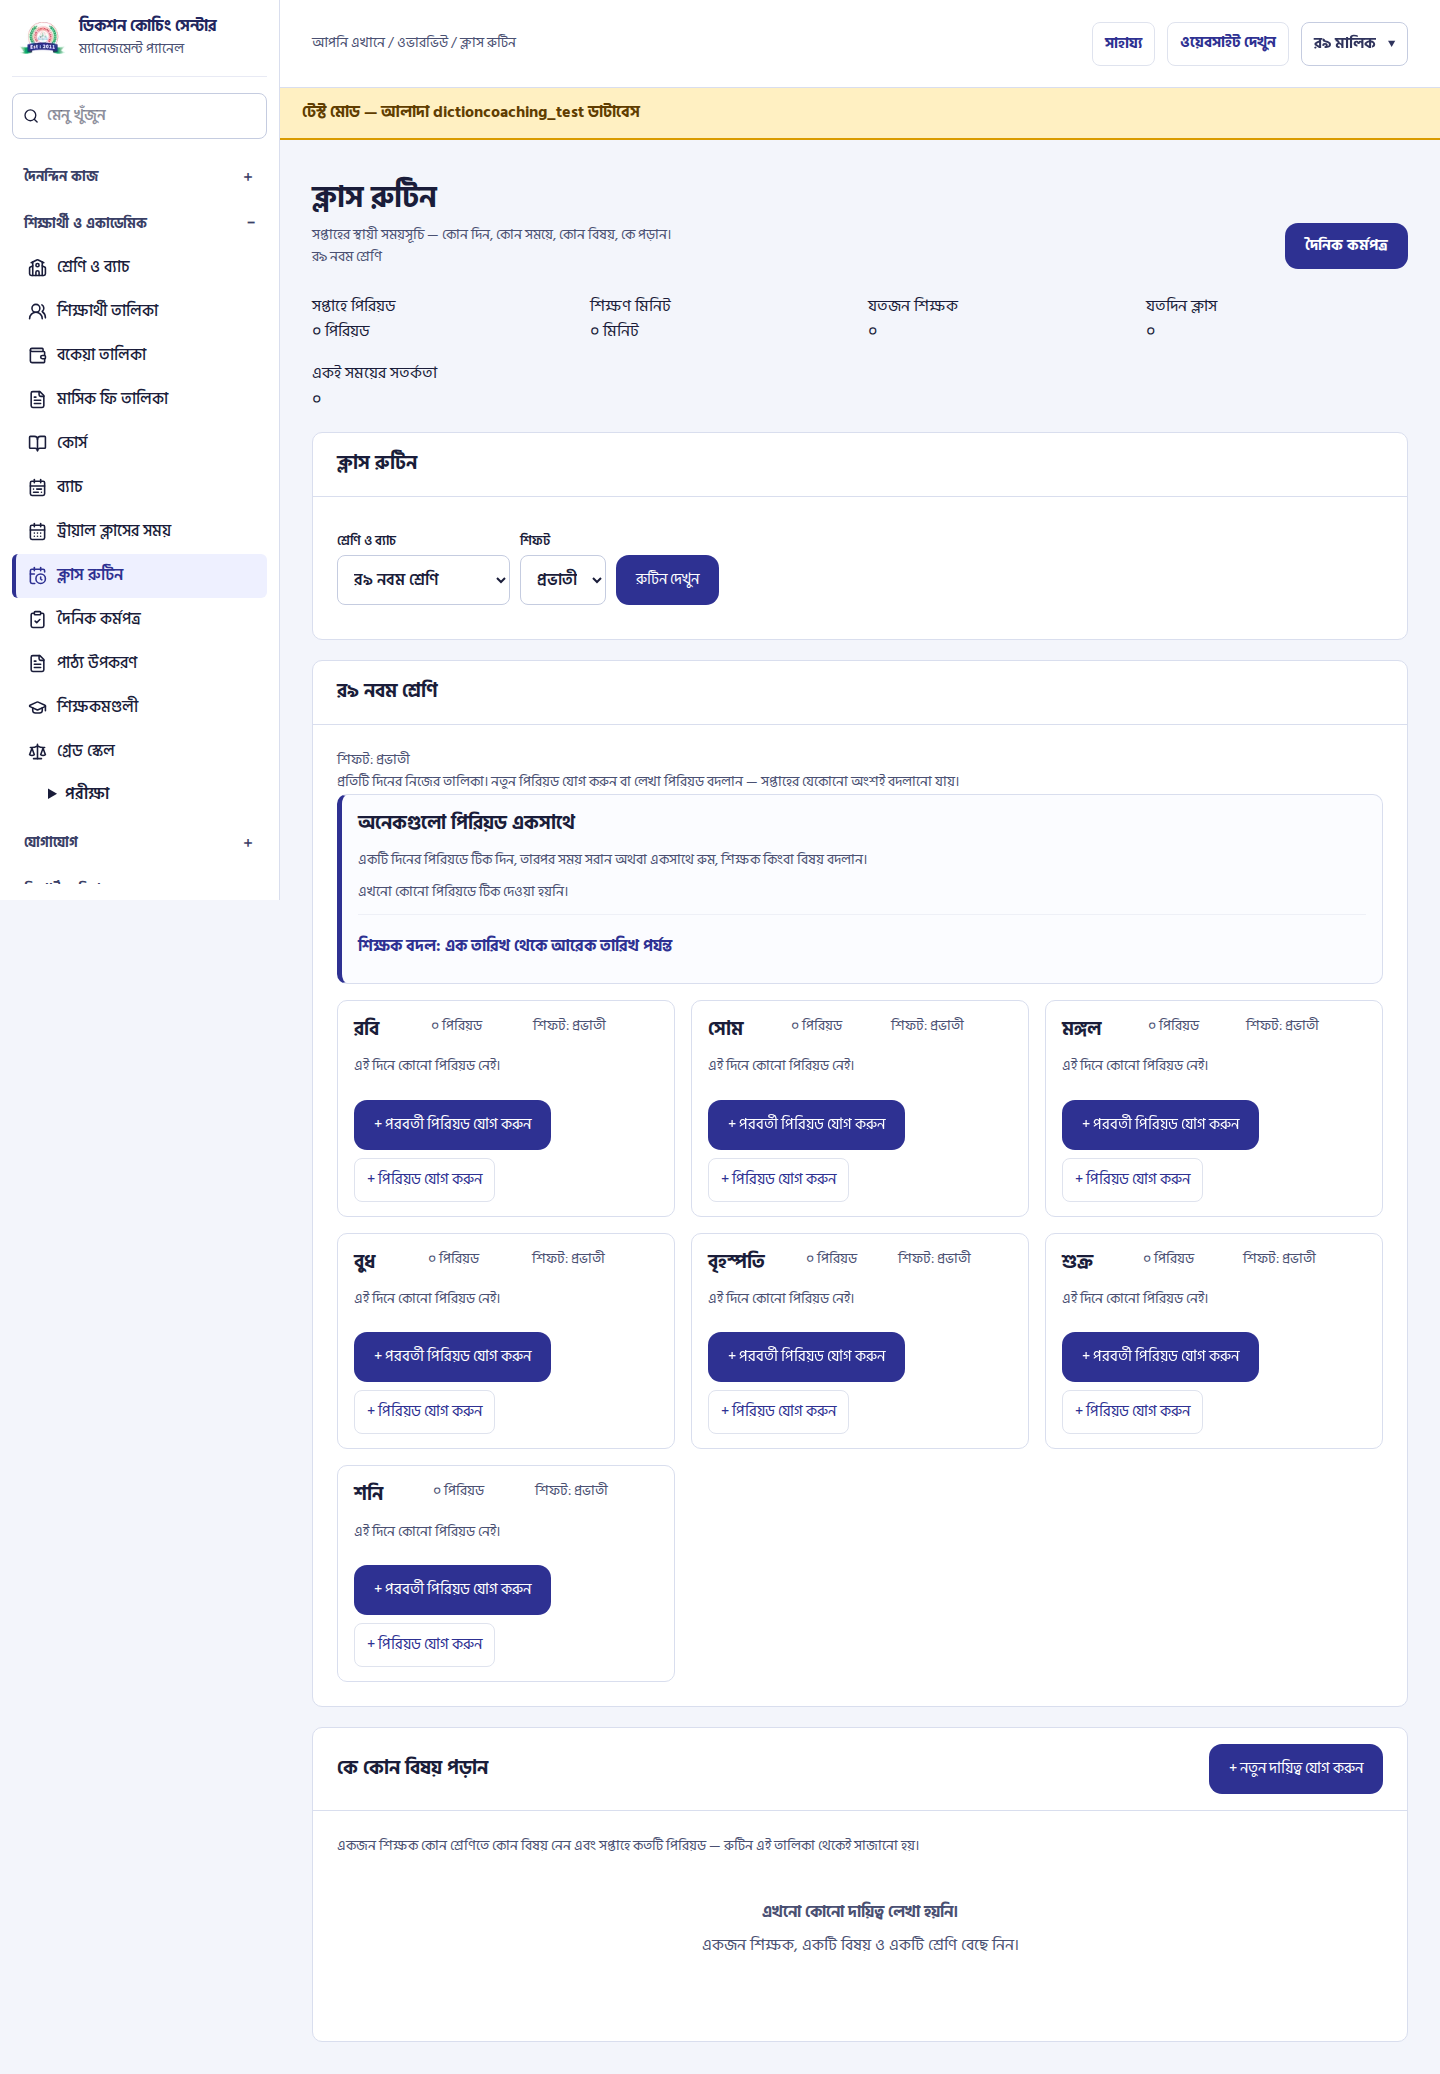 ডিকশন কোচিং সেন্টার
ম্যানেজমেন্ট প্যানেল
Est : 2011
মেনু খুঁজুন
দৈনন্দিন কাজ +
শিক্ষার্থী ও একাডেমিক −
শ্রেণি ও ব্যাচ
শিক্ষার্থী তালিকা
বকেয়া তালিকা
মাসিক ফি তালিকা
কোর্স
ব্যাচ
ট্রায়াল ক্লাসের সময়
ক্লাস রুটিন
দৈনিক কর্মপত্র
পাঠ্য উপকরণ
শিক্ষকমণ্ডলী
গ্রেড স্কেল
▶ পরীক্ষা
যোগাযোগ +
আপনি এখানে / ওভারভিউ / ক্লাস রুটিন
সাহায্য
ওয়েবসাইট দেখুন
র৯ মালিক ▾
টেস্ট মোড — আলাদা dictioncoaching_test ডাটাবেস
ক্লাস রুটিন
সপ্তাহের স্থায়ী সময়সূচি — কোন দিন, কোন সময়ে, কোন বিষয়, কে পড়ান।
র৯ নবম শ্রেণি
দৈনিক কর্মপত্র
সপ্তাহে পিরিয়ড
০ পিরিয়ড
শিক্ষণ মিনিট
০ মিনিট
যতজন শিক্ষক
০
যতদিন ক্লাস
০
একই সময়ের সতর্কতা
০
ক্লাস রুটিন
শ্রেণি ও ব্যাচ
র৯ নবম শ্রেণি
শিফট
প্রভাতী
রুটিন দেখুন
র৯ নবম শ্রেণি
শিফট: প্রভাতী
প্রতিটি দিনের নিজের তালিকা। নতুন পিরিয়ড যোগ করুন বা লেখা পিরিয়ড বদলান — সপ্তাহের যেকোনো অংশই বদলানো যায়।
অনেকগুলো পিরিয়ড একসাথে
একটি দিনের পিরিয়ডে টিক দিন, তারপর সময় সরান অথবা একসাথে রুম, শিক্ষক কিংবা বিষয় বদলান।
এখনো কোনো পিরিয়ডে টিক দেওয়া হয়নি।
শিক্ষক বদল: এক তারিখ থেকে আরেক তারিখ পর্যন্ত
রবি ০ পিরিয়ড শিফট: প্রভাতী
এই দিনে কোনো পিরিয়ড নেই।
+ পরবর্তী পিরিয়ড যোগ করুন
+ পিরিয়ড যোগ করুন
সোম ০ পিরিয়ড শিফট: প্রভাতী
এই দিনে কোনো পিরিয়ড নেই।
+ পরবর্তী পিরিয়ড যোগ করুন
+ পিরিয়ড যোগ করুন
মঙ্গল ০ পিরিয়ড শিফট: প্রভাতী
এই দিনে কোনো পিরিয়ড নেই।
+ পরবর্তী পিরিয়ড যোগ করুন
+ পিরিয়ড যোগ করুন
বুধ ০ পিরিয়ড শিফট: প্রভাতী
এই দিনে কোনো পিরিয়ড নেই।
+ পরবর্তী পিরিয়ড যোগ করুন
+ পিরিয়ড যোগ করুন
বৃহস্পতি ০ পিরিয়ড শিফট: প্রভাতী
এই দিনে কোনো পিরিয়ড নেই।
+ পরবর্তী পিরিয়ড যোগ করুন
+ পিরিয়ড যোগ করুন
শুক্র ০ পিরিয়ড শিফট: প্রভাতী
এই দিনে কোনো পিরিয়ড নেই।
+ পরবর্তী পিরিয়ড যোগ করুন
+ পিরিয়ড যোগ করুন
শনি ০ পিরিয়ড শিফট: প্রভাতী
এই দিনে কোনো পিরিয়ড নেই।
+ পরবর্তী পিরিয়ড যোগ করুন
+ পিরিয়ড যোগ করুন
কে কোন বিষয় পড়ান
+ নতুন দায়িত্ব যোগ করুন
একজন শিক্ষক কোন শ্রেণিতে কোন বিষয় নেন এবং সপ্তাহে কতটি পিরিয়ড — রুটিন এই তালিকা থেকেই সাজানো হয়।
এখনো কোনো দায়িত্ব লেখা হয়নি।
একজন শিক্ষক, একটি বিষয় ও একটি শ্রেণি বেছে নিন।